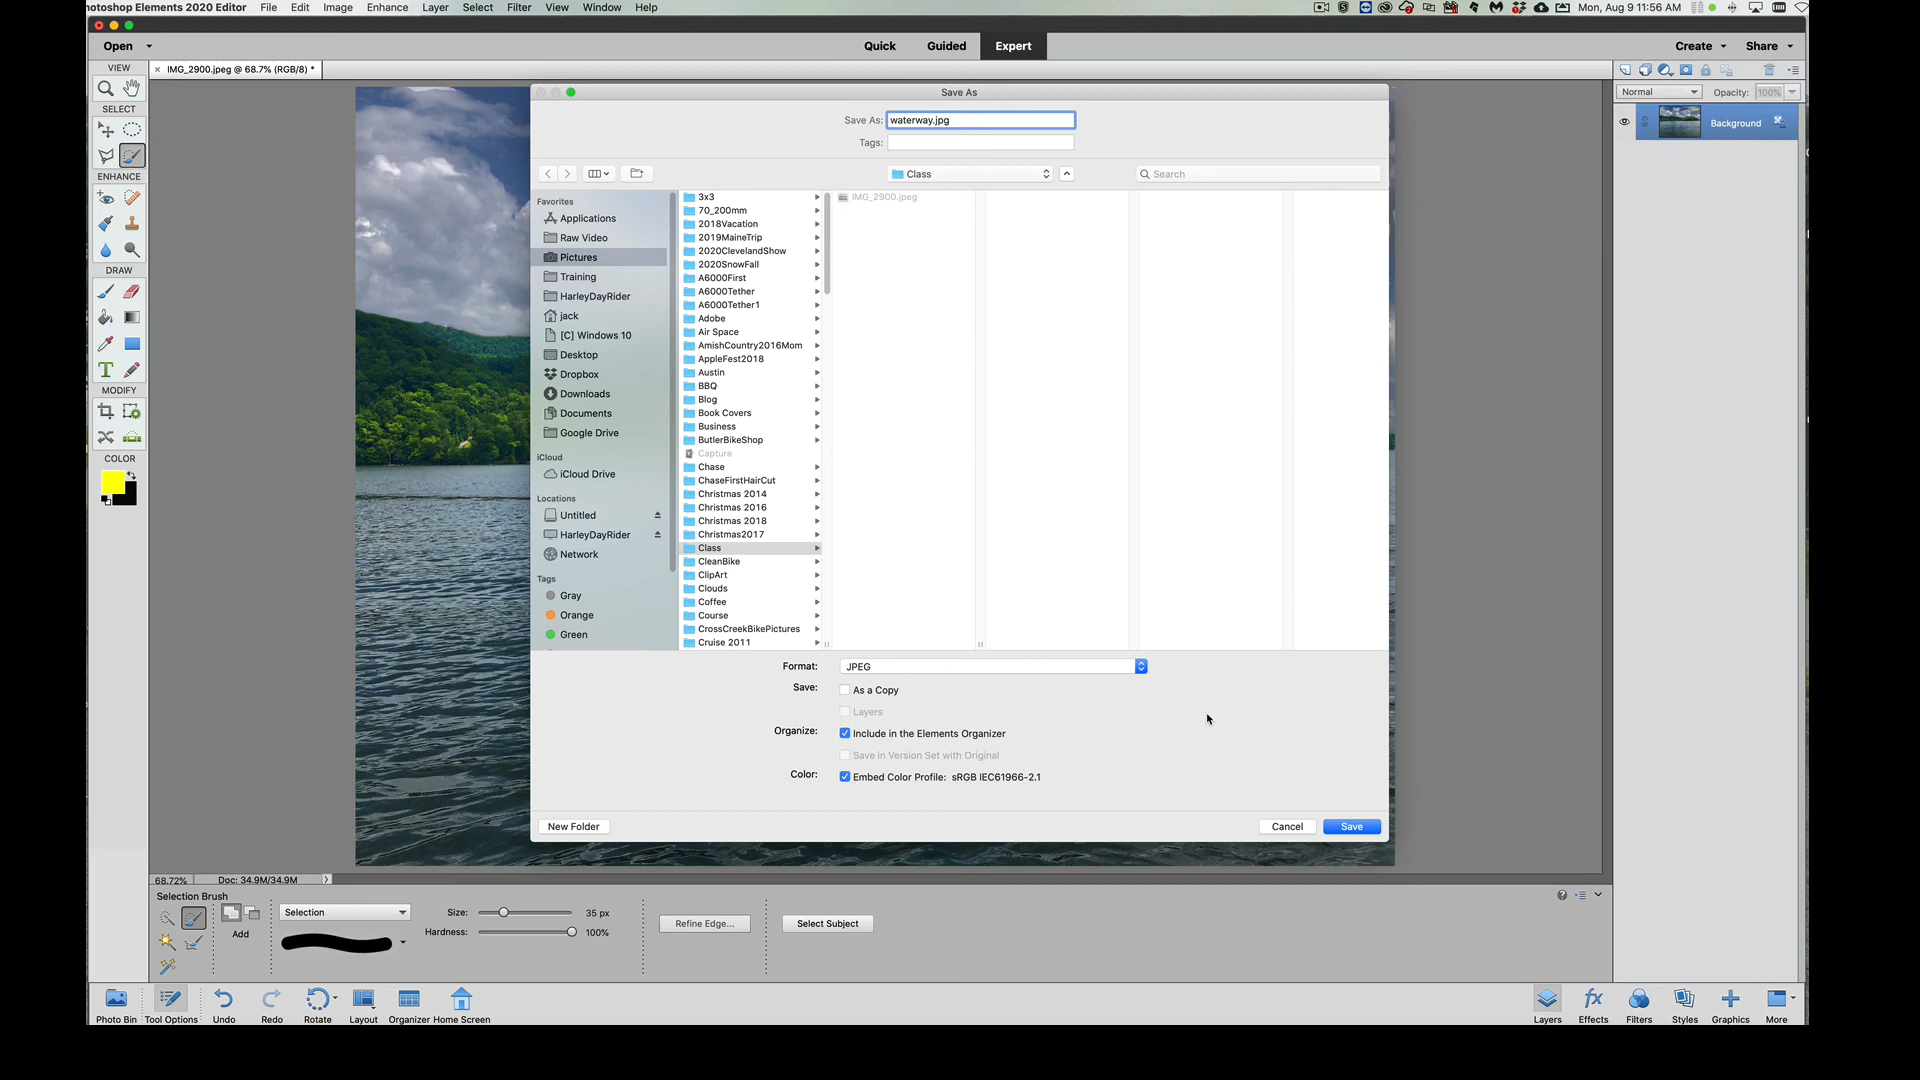 hotoshop Elements 2020 Editor File Edit Image Enhance Layer Select Filter View Window Help Mon, Aug 9 11:56 AM
Open Quick Guided Expert Create Share
VIEW
IMG_2900.jpeg @ 68.7% (RGB/8) *
Normal Opacity: 100%
Background
SELECT
ENHANCE
DRAW
T
MODIFY
COLOR
Save As
Save As: waterway.jpg
Tags:
Class
Search
Favorites
Applications
Raw Video
Pictures
Training
HarleyDayRider
jack
[C] Windows 10
Desktop
Dropbox
Downloads
Documents
Google Drive
iCloud
iCloud Drive
Locations
Untitled
HarleyDayRider
Network
Tags
Gray
Orange
Green
3x3
70_200mm
2018Vacation
2019MaineTrip
2020ClevelandShow
2020SnowFall
A6000First
A6000Tether
A6000Tether1
Adobe
Air Space
AmishCountry2016Mom
AppleFest2018
Austin
BBQ
Blog
Book Covers
Business
ButlerBikeShop
Capture
Chase
ChaseFirstHairCut
Christmas 2014
Christmas 2016
Christmas 2018
Christmas2017
Class
CleanBike
ClipArt
Clouds
Coffee
Course
CrossCreekBikePictures
Cruise 2011
IMG_2900.jpeg
Format: JPEG
Save: As a Copy
Layers
Organize: Include in the Elements Organizer
Save in Version Set with Original
Color: Embed Color Profile: sRGB IEC61966-2.1
New Folder Cancel Save
68.72% Doc: 34.9M/34.9M
Selection Brush
Add
Selection
Size: 35 px
Hardness: 100%
Refine Edge...
Select Subject
Photo Bin Tool Options Undo Redo Rotate Layout Organizer Home Screen
fx
Layers Effects Filters Styles Graphics More